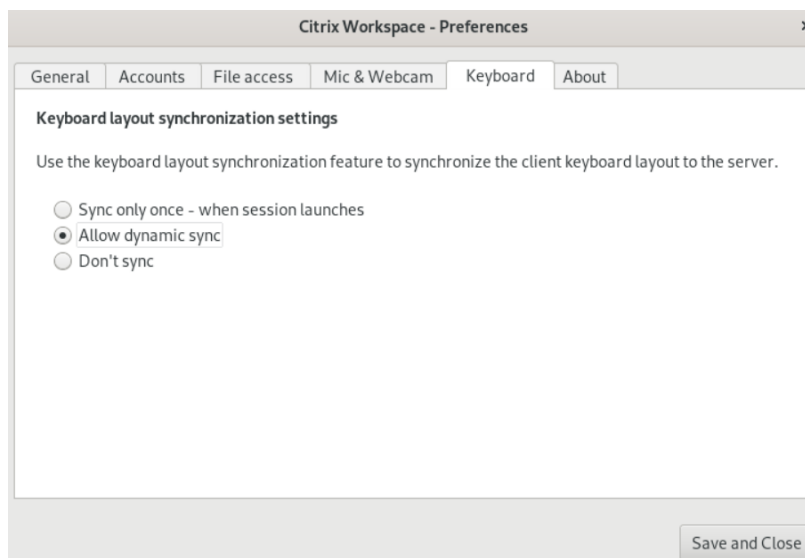 Citrix Workspace - Preferences
General Accounts File access Mic & Webcam Keyboard About
Keyboard layout synchronization settings
Use the keyboard layout synchronization feature to synchronize the client keyboard layout to the server.
Sync only once - when session launches
Allow dynamic sync
Don't sync
Save and Close